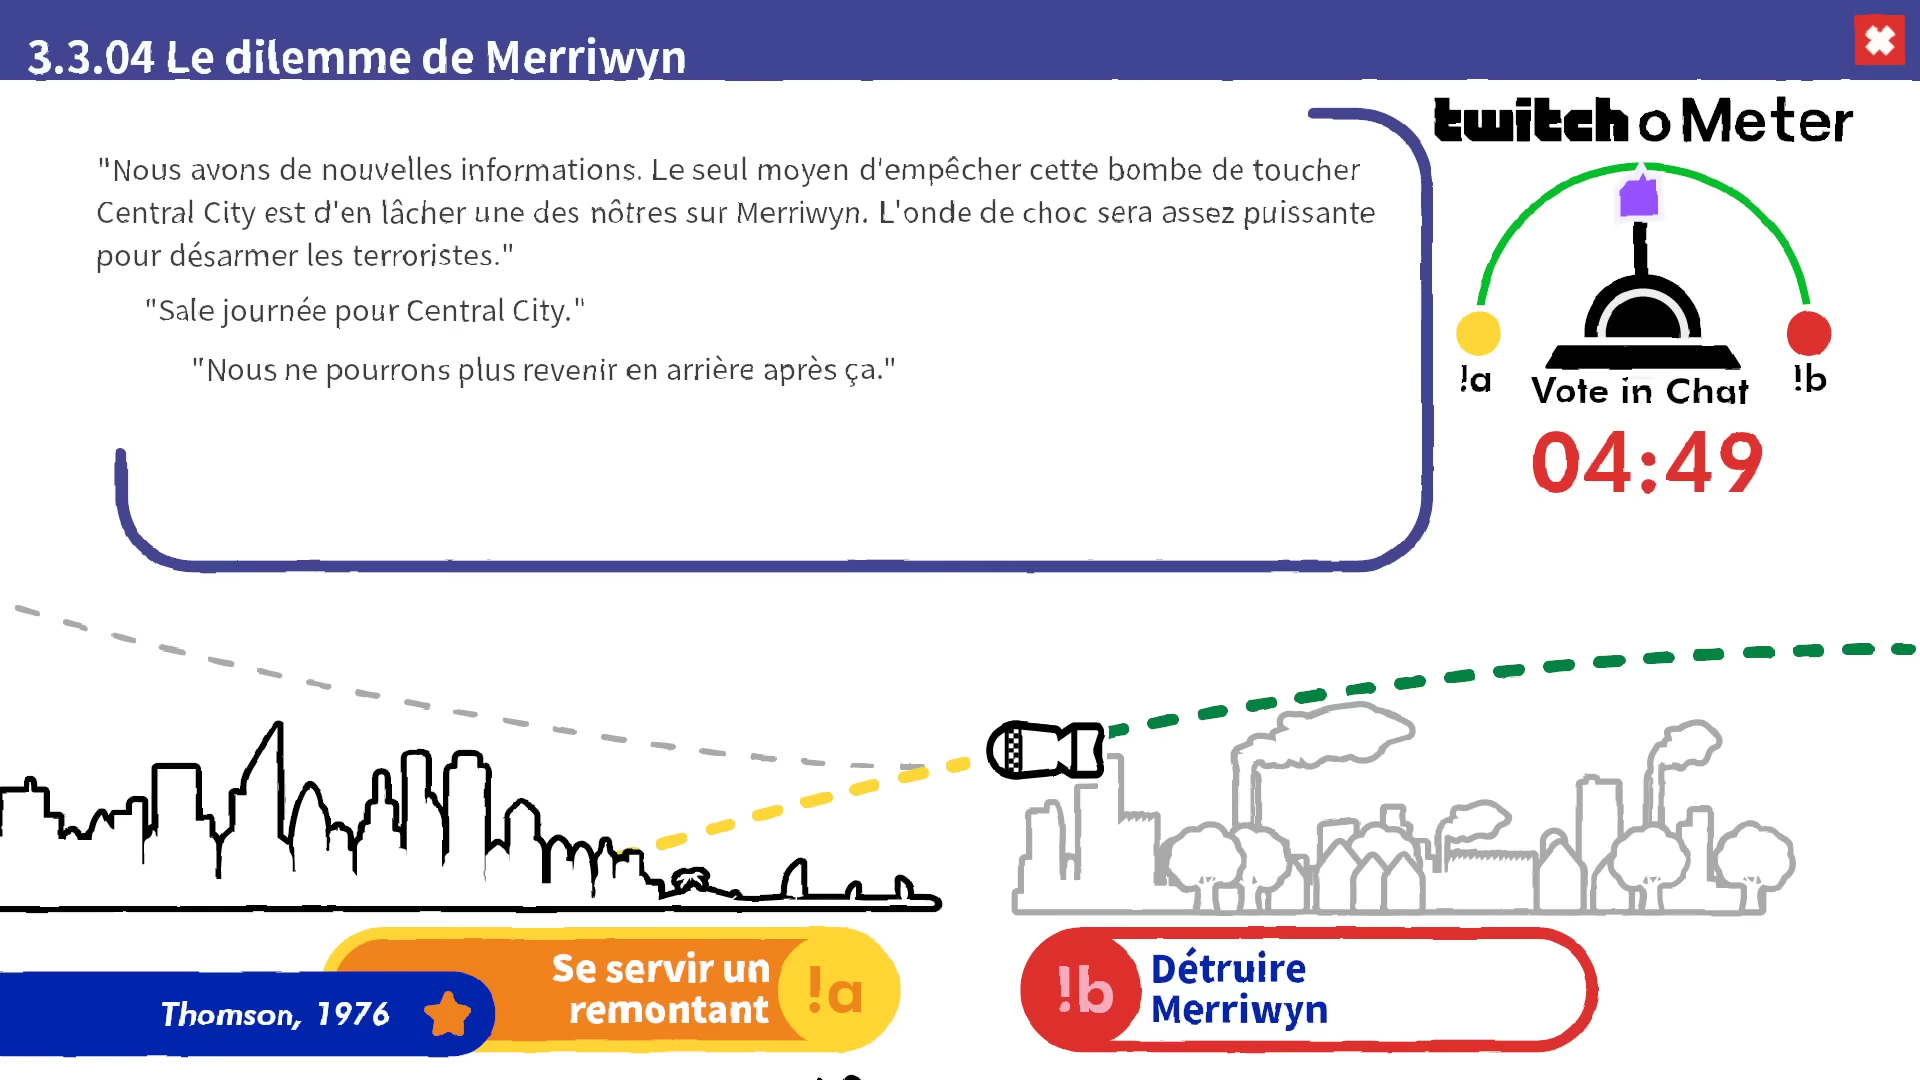 3.3.04 Le dilemme de Merriwyn
twitch o Meter
"Nous avons de nouvelles informations. Le seul moyen d'empêcher cette bombe de toucher
Central City est d'en lâcher une des nôtres sur Merriwyn. L'onde de choc sera assez puissante
pour désarmer les terroristes."
"Sale journée pour Central City."
"Nous ne pourrons plus revenir en arrière après ça."
!a
Vote in Chat
!b
04:49
Se servir un
remontant
!a
!b
Détruire
Merriwyn
Thomson, 1976